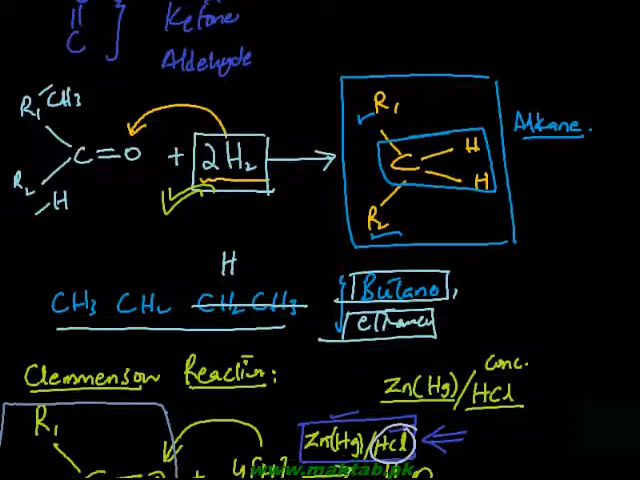 Ketone
C
Aldehyde
R1 CH3
C=O + 2H2
R2 H
R1
C H
H
R2
Alkane.
H
CH3 CH2 CH2 CH3
Butano,
ethane
Clemmenson Reaction:
conc.
Zn(Hg)/HCl
R1
Zn(Hg)/HCl
www.maktab.pk